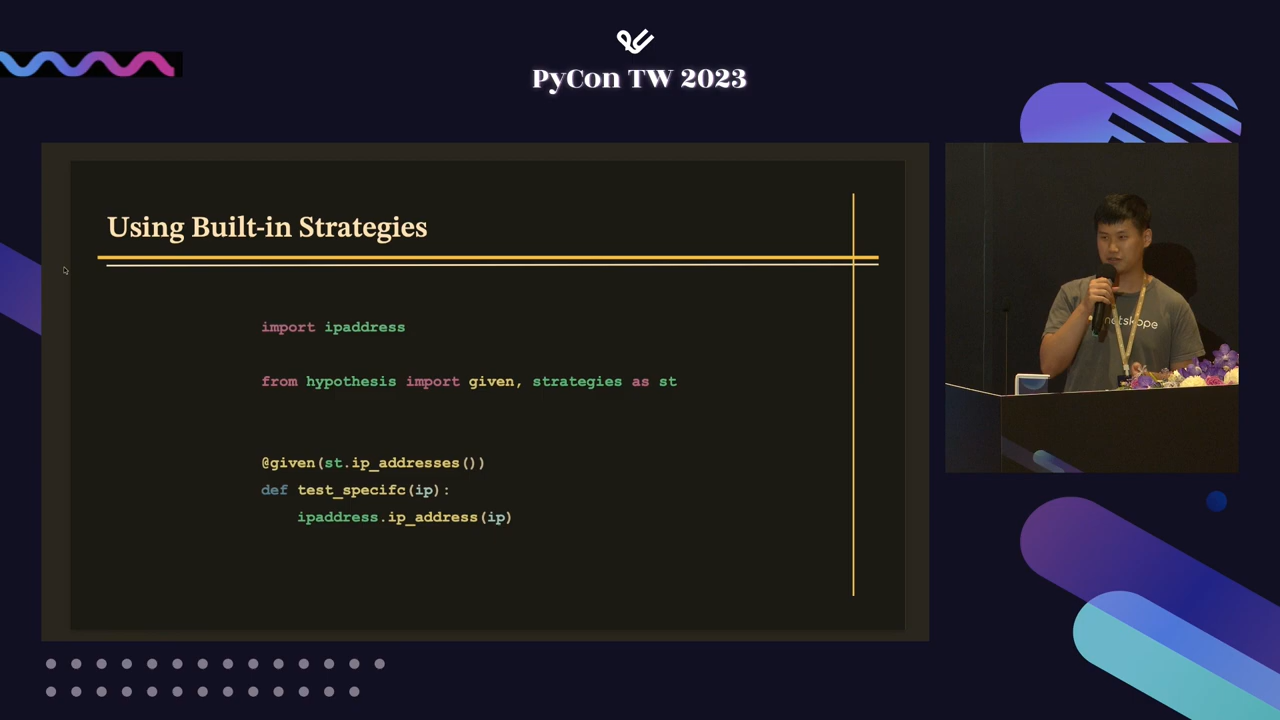 PyCon TW 2023
Using Built-in Strategies
import ipaddress
from hypothesis import given, strategies as st
@given(st.ip_addresses())
def test_specifc(ip):
    ipaddress.ip_address(ip)
netskope